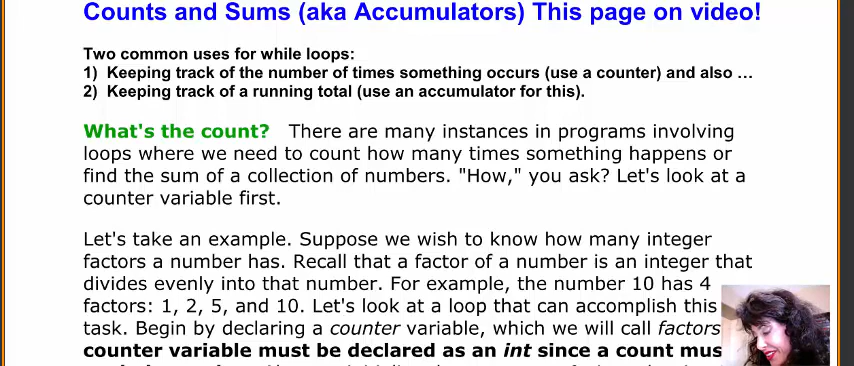 Counts and Sums (aka Accumulators) This page on video!
Two common uses for while loops:
1) Keeping track of the number of times something occurs (use a counter) and also …
2) Keeping track of a running total (use an accumulator for this).
What's the count? There are many instances in programs involving
loops where we need to count how many times something happens or
find the sum of a collection of numbers. "How," you ask? Let's look at a
counter variable first.
Let's take an example. Suppose we wish to know how many integer
factors a number has. Recall that a factor of a number is an integer that
divides evenly into that number. For example, the number 10 has 4
factors: 1, 2, 5, and 10. Let's look at a loop that can accomplish this
task. Begin by declaring a counter variable, which we will call factors
counter variable must be declared as an int since a count mus